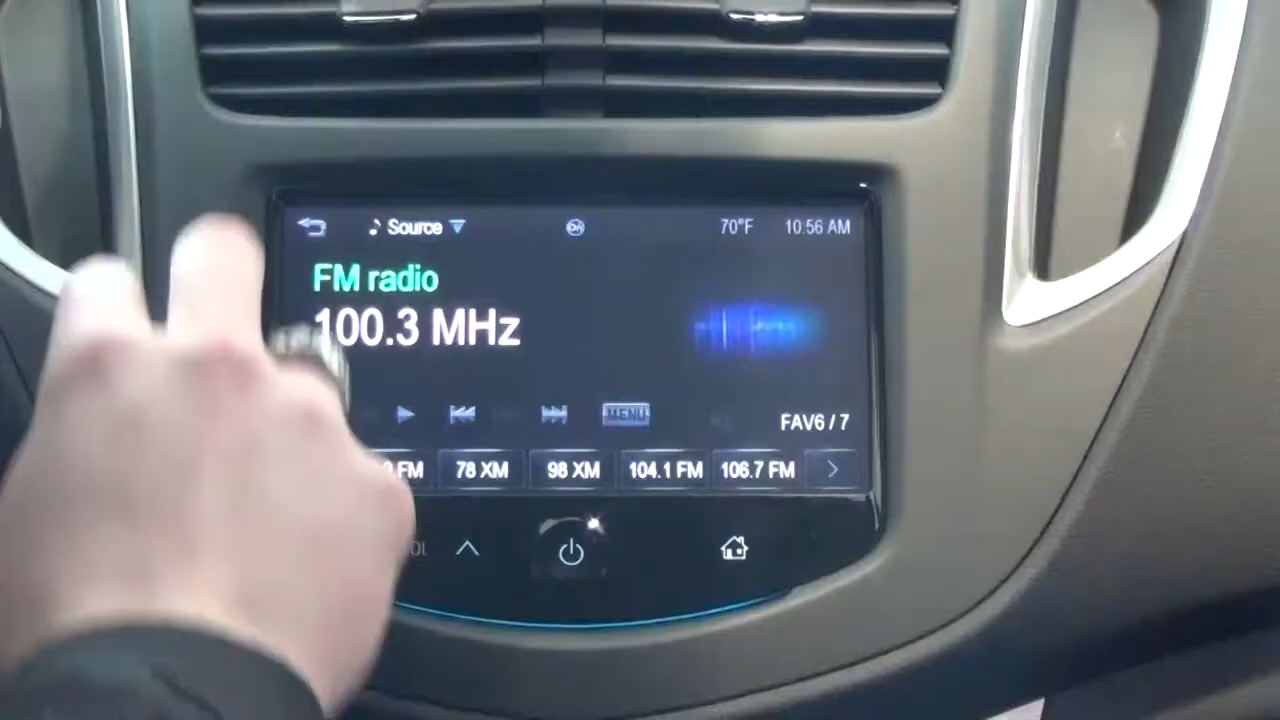 Source 70°F 10:56 AM
FM radio
100.3 MHz
MENU FAV6 / 7
FM 78 XM 98 XM 104.1 FM 106.7 FM